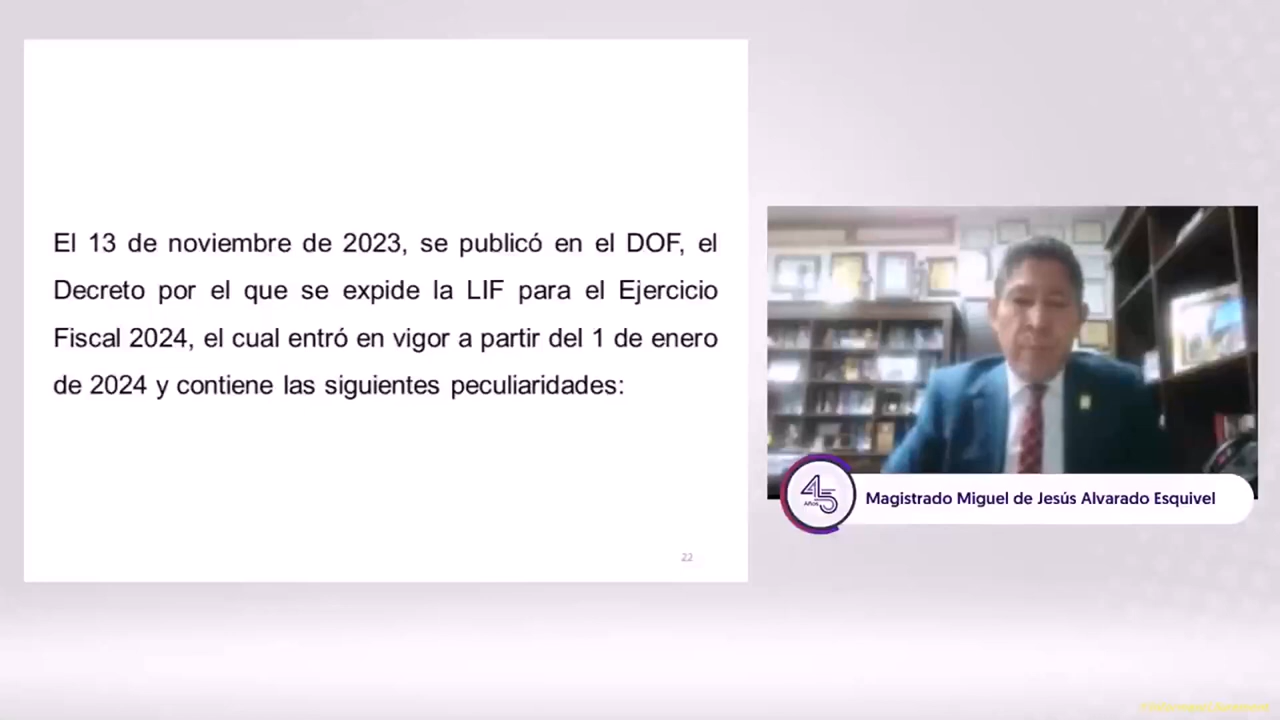 El 13 de noviembre de 2023, se publicó en el DOF, el
Decreto por el que se expide la LIF para el Ejercicio
Fiscal 2024, el cual entró en vigor a partir del 1 de enero
de 2024 y contiene las siguientes peculiaridades:
22
45
Años
Magistrado Miguel de Jesús Alvarado Esquivel